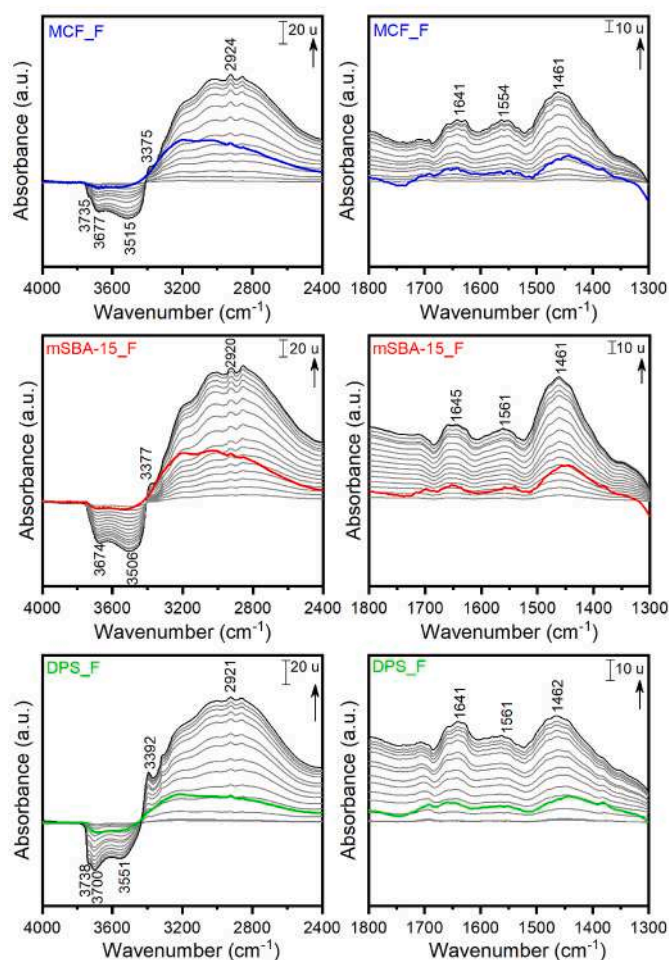 MCF_F
20 u
2924
3375
3735
3677
3515
Absorbance (a.u.)
4000 3600 3200 2800 2400
Wavenumber (cm⁻¹)
MCF_F
10 u
1641
1554
1461
Absorbance (a.u.)
1800 1700 1600 1500 1400 1300
Wavenumber (cm⁻¹)
mSBA-15_F
20 u
2920
3377
3674
3506
Absorbance (a.u.)
4000 3600 3200 2800 2400
Wavenumber (cm⁻¹)
mSBA-15_F
10 u
1645
1561
1461
Absorbance (a.u.)
1800 1700 1600 1500 1400 1300
Wavenumber (cm⁻¹)
DPS_F
20 u
2921
3392
3738
3700
3551
Absorbance (a.u.)
4000 3600 3200 2800 2400
Wavenumber (cm⁻¹)
DPS_F
10 u
1641
1561
1462
Absorbance (a.u.)
1800 1700 1600 1500 1400 1300
Wavenumber (cm⁻¹)